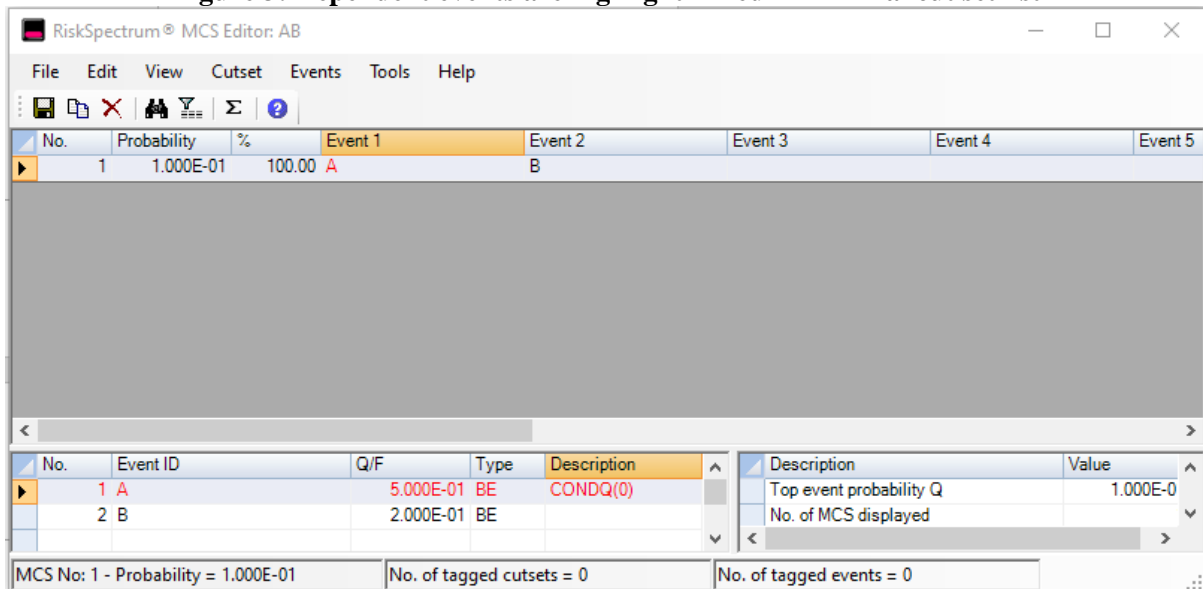 RiskSpectrum® MCS Editor: AB
File Edit View Cutset Events Tools Help
No. Probability % Event 1 Event 2 Event 3 Event 4 Event 5
1 1.000E-01 100.00 A B
No. Event ID Q/F Type Description
1 A 5.000E-01 BE CONDQ(0)
2 B 2.000E-01 BE
Description Value
Top event probability Q 1.000E-0
No. of MCS displayed
MCS No: 1 - Probability = 1.000E-01 No. of tagged cutsets = 0 No. of tagged events = 0